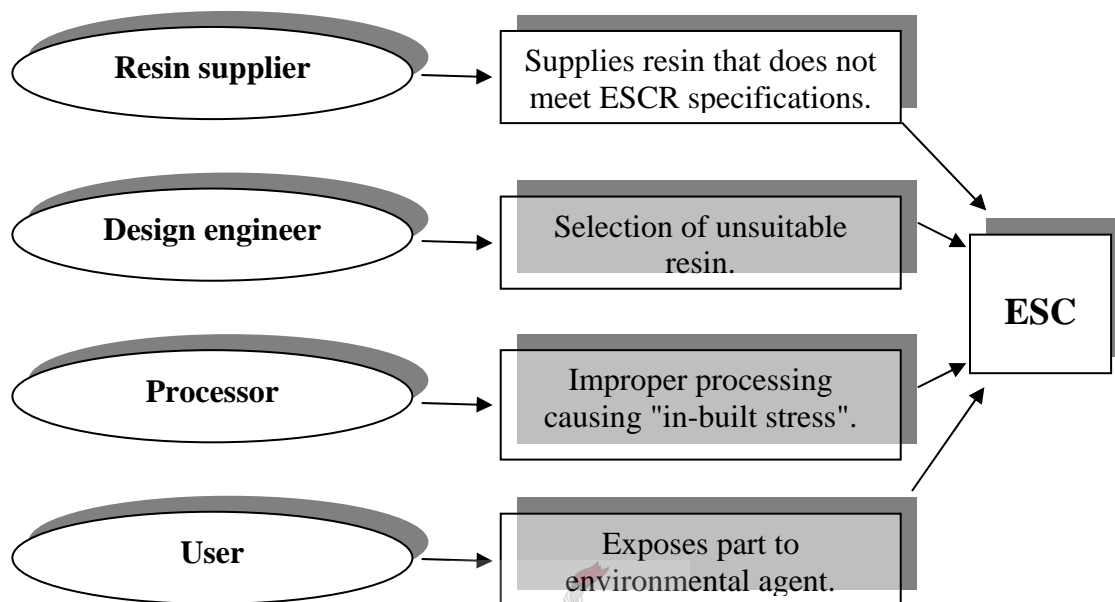 Resin supplier
Supplies resin that does not
meet ESCR specifications.
Design engineer
Selection of unsuitable
resin.
ESC
Processor
Improper processing
causing "in-built stress".
User
Exposes part to
environmental agent.